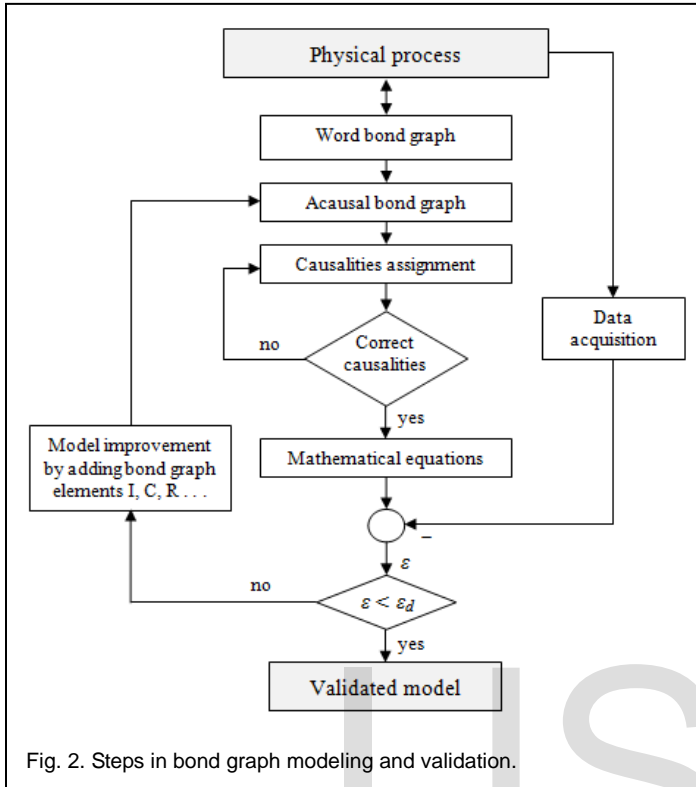 Physical process
Word bond graph
Acausal bond graph
Causalities assignment
no
Correct
causalities
Data
acquisition
yes
Model improvement
by adding bond graph
elements I, C, R . . .
Mathematical equations
−
ε
no
ε < ε_d
yes
Validated model
Fig. 2. Steps in bond graph modeling and validation.
US